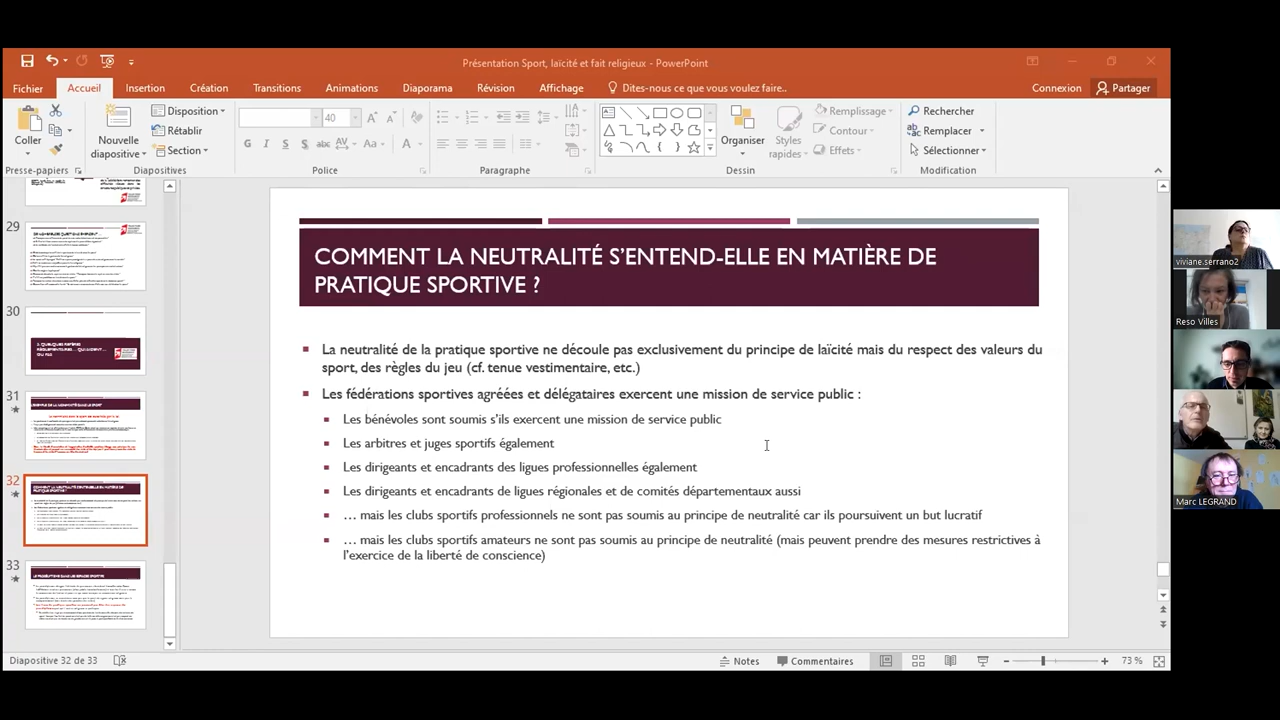 Présentation Sport, laïcité et fait religieux - PowerPoint
Fichier Accueil Insertion Création Transitions Animations Diaporama Révision Affichage Dites-nous ce que vous voulez faire.. Connexion Partager
Coller
Nouvelle diapositive
Disposition
Rétablir
Section
40
G I S S abc AV Aa A
Organiser
Styles rapides
Remplissage
Contour
Effets
Rechercher
Remplacer
Sélectionner
Presse-papiers Diapositives Police Paragraphe Dessin Modification
29
30
31
32
33
COMMENT LA NEUTRALITÉ S'ENTEND-ELLE EN MATIÈRE DE
PRATIQUE SPORTIVE ?
La neutralité de la pratique sportive ne découle pas exclusivement du principe de laïcité mais du respect des valeurs du
sport, des règles du jeu (cf. tenue vestimentaire, etc.)
Les fédérations sportives agréées et délégataires exercent une mission de service public :
Les bénévoles sont soumis s'ils exercent une mission de service public
Les arbitres et juges sportifs également
Les dirigeants et encadrants des ligues professionnelles également
Les dirigeants et encadrants de ligues régionales et de comités départementaux aussi
… mais les clubs sportifs professionnels ne sont pas soumis au principe de neutralité car ils poursuivent un but lucratif
… mais les clubs sportifs amateurs ne sont pas soumis au principe de neutralité (mais peuvent prendre des mesures restrictives à
l'exercice de la liberté de conscience)
viviane.serrano2
Reso Villes
Marc LEGRAND
Diapositive 32 de 33
Notes
Commentaires
73 %